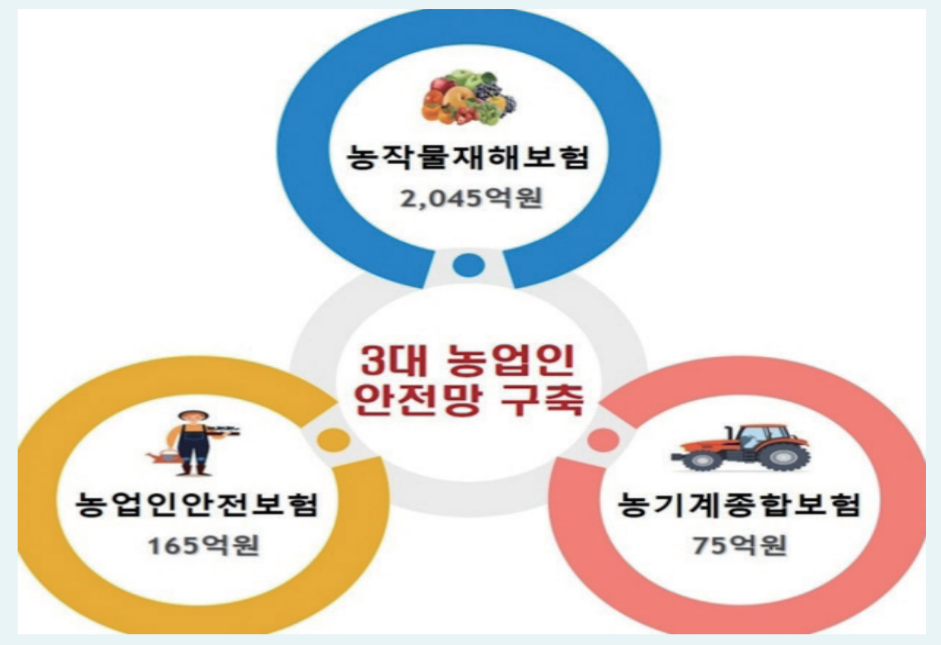 농작물재해보험
2,045억원
3대 농업인
안전망 구축
농업인안전보험
165억원
농기계종합보험
75억원